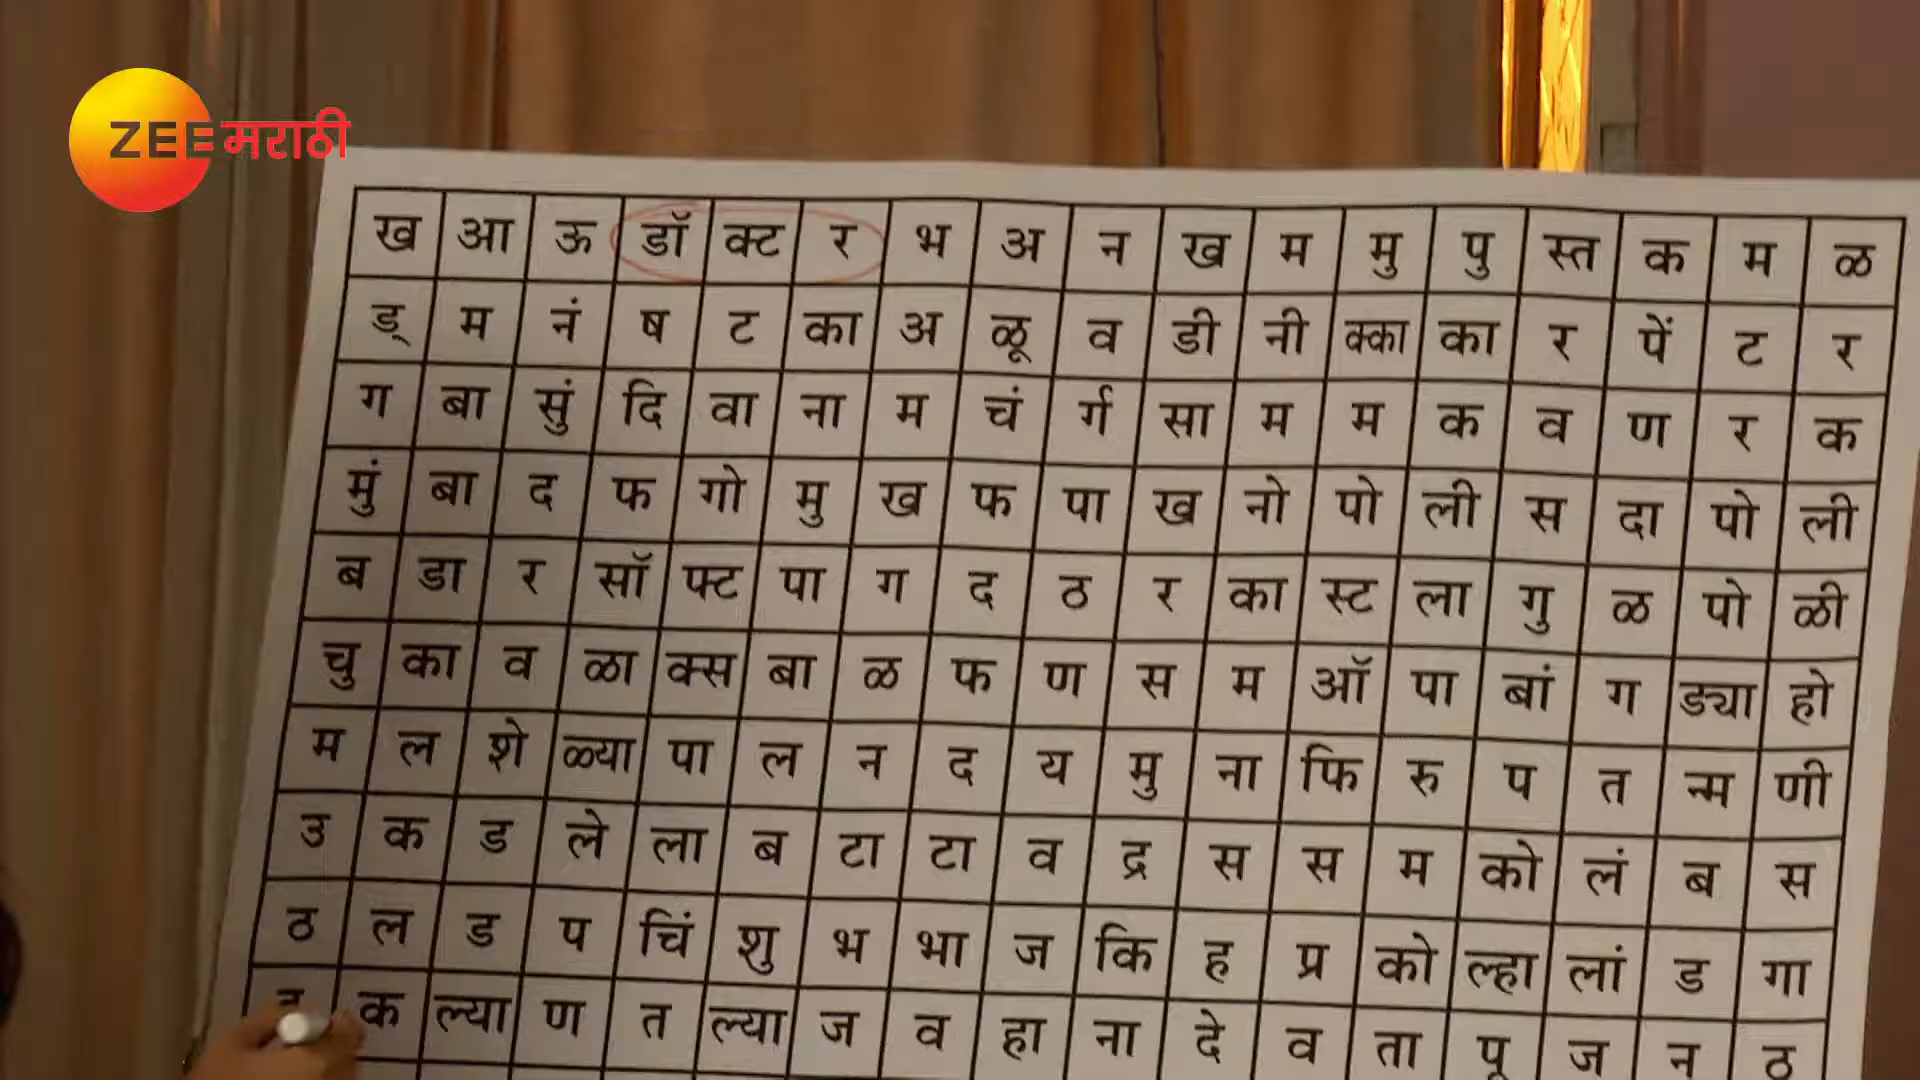 ZEE मराठी
ख आ ऊ डॉ क्ट र भ अ न ख म मु पु स्त क म ळ
ड् म नं ष ट का अ ळू व डी नी क्का का र पें ट र
ग बा सुं दि वा ना म चं र्ग सा म म क व ण र क
मुं बा द फ गो मु ख फ पा ख नो पो ली स दा पो ली
ब डा र सॉ फ्ट पा ग द ठ र का स्ट ला गु ळ पो ळी
चु का व ळा क्स बा ळ फ ण स म ऑ पा बां ग ड्या हो
म ल शे ळ्या पा ल न द य मु ना फि रु प त न्म णी
उ क ड ले ला ब टा टा व द्र स स म को लं ब स
ठ ल ड प चिं शु भ भा ज कि ह प्र को ल्हा लां ड गा
क ल्या ण त ल्या ज व हा ना दे व ता पू ज न ठ